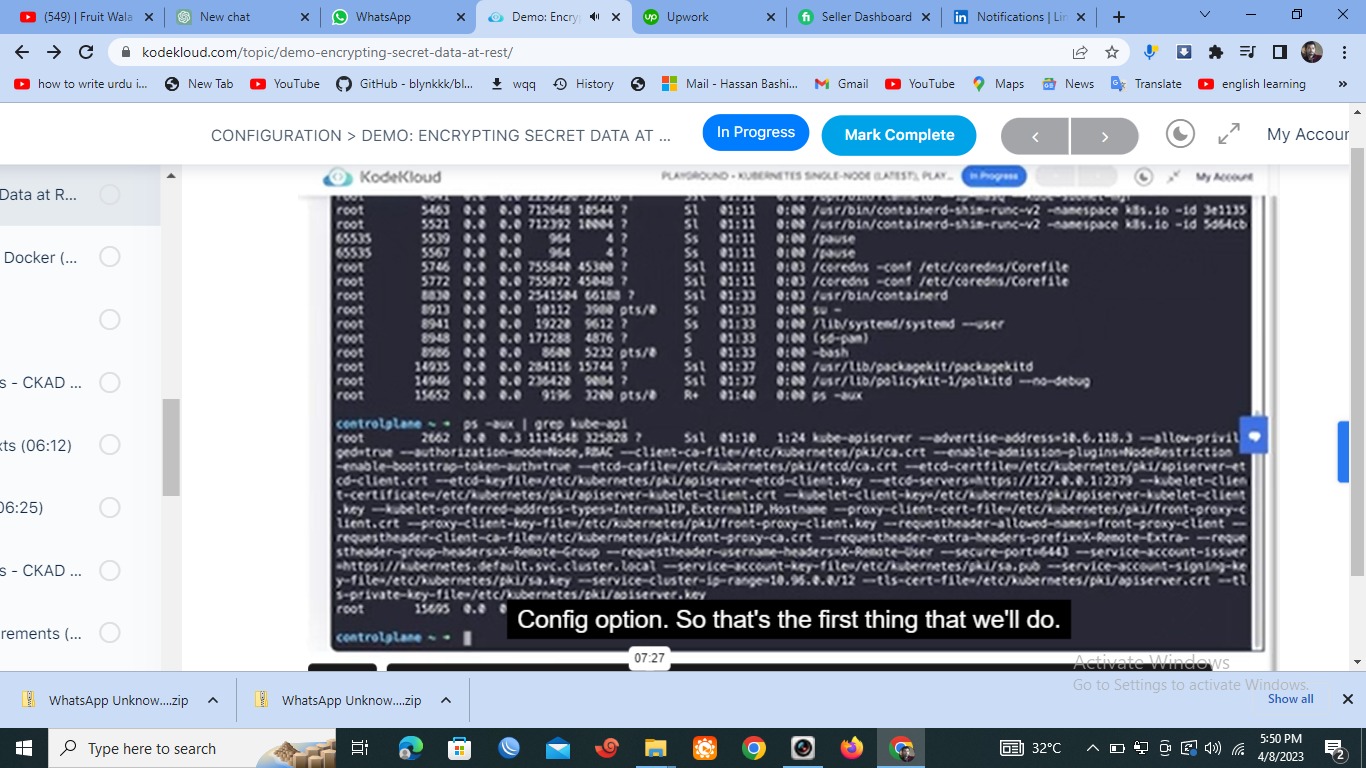 (549) | Fruit Wala
New chat
WhatsApp
Demo: Encry
Upwork
Seller Dashboard
Notifications | Lin
kodekloud.com/topic/demo-encrypting-secret-data-at-rest/
how to write urdu i...
New Tab
YouTube
GitHub - blynkkk/bl...
wqq
History
Mail - Hassan Bashi...
Gmail
YouTube
Maps
News
Translate
english learning
»
CONFIGURATION > DEMO: ENCRYPTING SECRET DATA AT ...
In Progress
Mark Complete
My Accour
Data at R...
Docker (...
s - CKAD ...
xts (06:12)
06:25)
s - CKAD ...
rements (...
KodeKloud
PLAYGROUND – KUBERNETES SINGLE-NODE (LATEST), PLAY...
In Progress
My Account
root 5463 0.0 0.0 712548 10544 ? Sl 01:11 0:00 /usr/bin/containerd-shim-runc-v2 -namespace k8s.io -id 3e1135
root 5521 0.0 0.0 712292 10004 ? Sl 01:11 0:00 /usr/bin/containerd-shim-runc-v2 -namespace k8s.io -id 5d64cb
65535 5539 0.0 0.0 964 4 ? Ss 01:11 0:00 /pause
65535 0.0 0.0 964 4 ? Ss 01:11 0:00 /pause
root 5746 0.0 0.0 755840 45300 ? Ssl 01:11 0:03 /coredns -conf /etc/coredns/Corefile
root 5772 0.0 0.0 755072 45048 ? Ssl 01:11 0:03 /coredns -conf /etc/coredns/Corefile
root 8830 0.0 0.0 2541504 66188 ? Ssl 01:33 0:00 /usr/bin/containerd
root 8913 0.0 0.0 10112 3980 pts/0 Ss 01:33 0:00 su -
root 8941 0.0 0.0 19220 9612 ? Ss 01:33 0:00 /lib/systemd/systemd --user
root 8948 0.0 0.0 171288 4876 ? S 01:33 0:00 (sd-pam)
root 8986 0.0 0.0 8600 5232 pts/0 S 01:33 0:00 -bash
root 14935 0.0 0.0 284116 15744 ? Ssl 01:37 0:00 /usr/lib/packagekit/packagekitd
root 0.0 0.0 236420 9084 ? Ssl 01:37 0:00 /usr/lib/policykit-1/polkitd --no-debug
root 15652 0.0 0.0 9196 3200 pts/0 R+ 01:40 0:00 ps -aux
controlplane ~ ➜ ps -aux | grep kube-api
root 2662 0.0 0.3 1115548 325828 ? Ssl 01:10 1:24 kube-apiserver --advertise-address=10.6.118.3 --allow-privil
ged=true --authorization-mode=Node,RBAC --client-ca-file=/etc/kubernetes/pki/ca.crt --enable-admission-plugins=NodeRestriction
-enable-bootstrap-token-auth=true --etcd-cafile=/etc/kubernetes/pki/etcd/ca.crt --etcd-certfile=/etc/kubernetes/pki/apiserver-et
cd-client.crt --etcd-keyfile=/etc/kubernetes/pki/apiserver-etcd-client.key --etcd-servers=https://127.0.0.1:2379 --kubelet-clien
-certificate=/etc/kubernetes/pki/apiserver-kubelet-client.crt --kubelet-client-key=/etc/kubernetes/pki/apiserver-kubelet-client
.key --kubelet-preferred-address-types=InternalIP,ExternalIP,Hostname --proxy-client-cert-file=/etc/kubernetes/pki/front-proxy-c
lient.crt --proxy-client-key-file=/etc/kubernetes/pki/front-proxy-client.key --requestheader-allowed-names=front-proxy-client --
requestheader-client-ca-file=/etc/kubernetes/pki/front-proxy-ca.crt --requestheader-extra-headers-prefix=X-Remote-Extra- --reque
stheader-group-headers=X-Remote-Group --requestheader-username-headers=X-Remote-User --secure-port=6443 --service-account-issuer
=https://kubernetes.default.svc.cluster.local --service-account-key-file=/etc/kubernetes/pki/sa.pub --service-account-signing-ke
y-file=/etc/kubernetes/pki/sa.key --service-cluster-ip-range=10.96.0.0/12 --tls-cert-file=/etc/kubernetes/pki/apiserver.crt --tl
s-private-key-file=/etc/kubernetes/pki/apiserver.key
root 15695 0.0
Config option. So that's the first thing that we'll do.
controlplane ~ ➜
07:27
Activate Windows
Go to Settings to activate Windows.
WhatsApp Unknow....zip
WhatsApp Unknow....zip
Show all
Type here to search
32°C
5:50 PM
4/8/2023
2